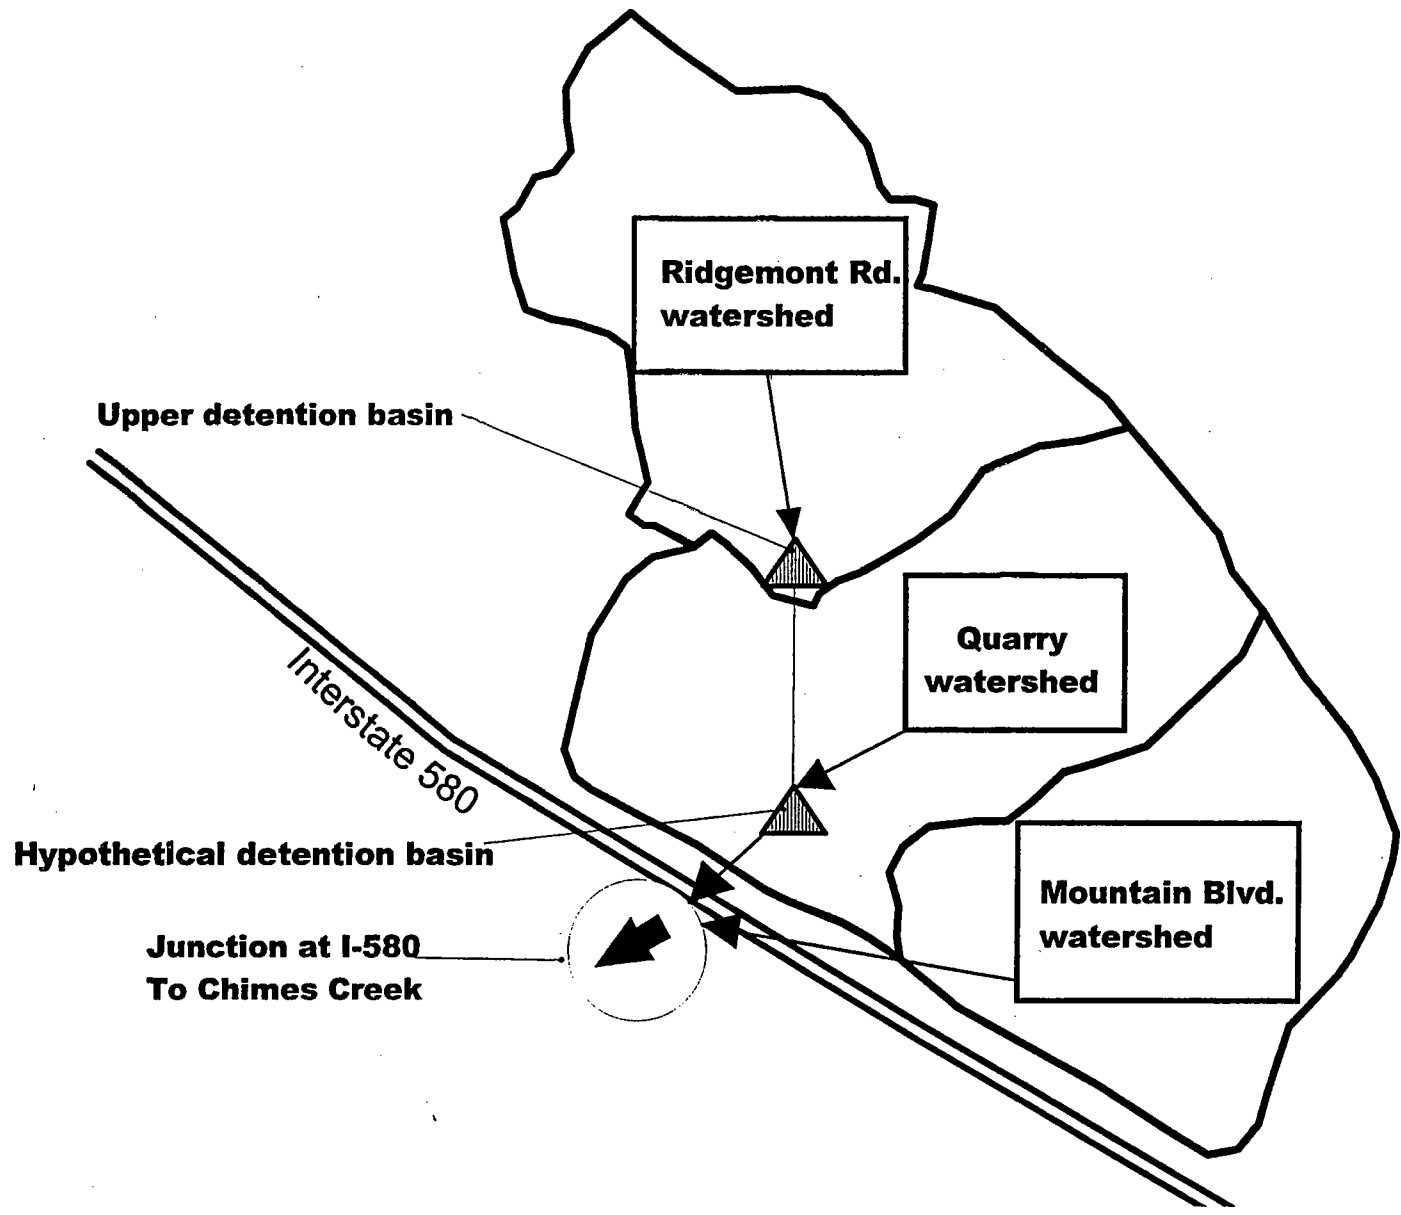 Ridgemont Rd.
watershed
Upper detention basin
Quarry
watershed
Interstate 580
Hypothetical detention basin
Mountain Blvd.
watershed
Junction at I-580
To Chimes Creek